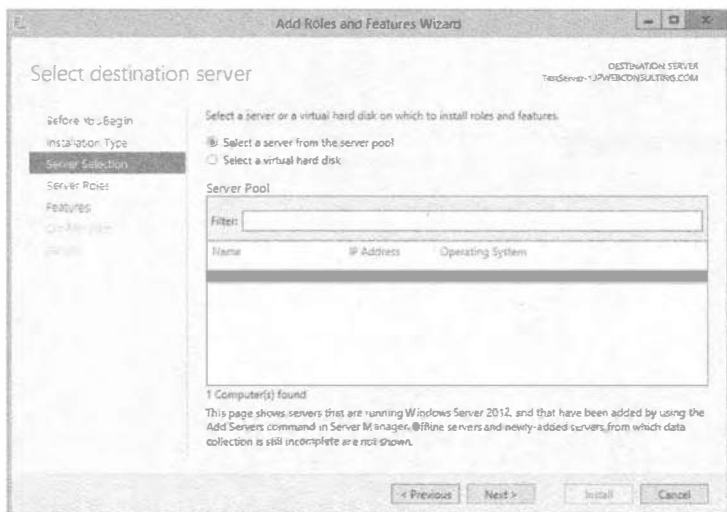 Add Roles and Features Wizard
Select destination server
DESTINATION SERVER
Before You Begin
Installation Type
Server Selection
Server Roles
Features
Select a server or a virtual hard disk on which to install roles and features.
Select a server from the server pool
Select a virtual hard disk
Server Pool
Filter:
Name IP Address Operating System
1 Computer(s) found
This page shows servers that are running Windows Server 2012, and that have been added by using the
Add Servers command in Server Manager. Offline servers and newly-added servers from which data
collection is still incomplete are not shown.
< Previous Next > Install Cancel